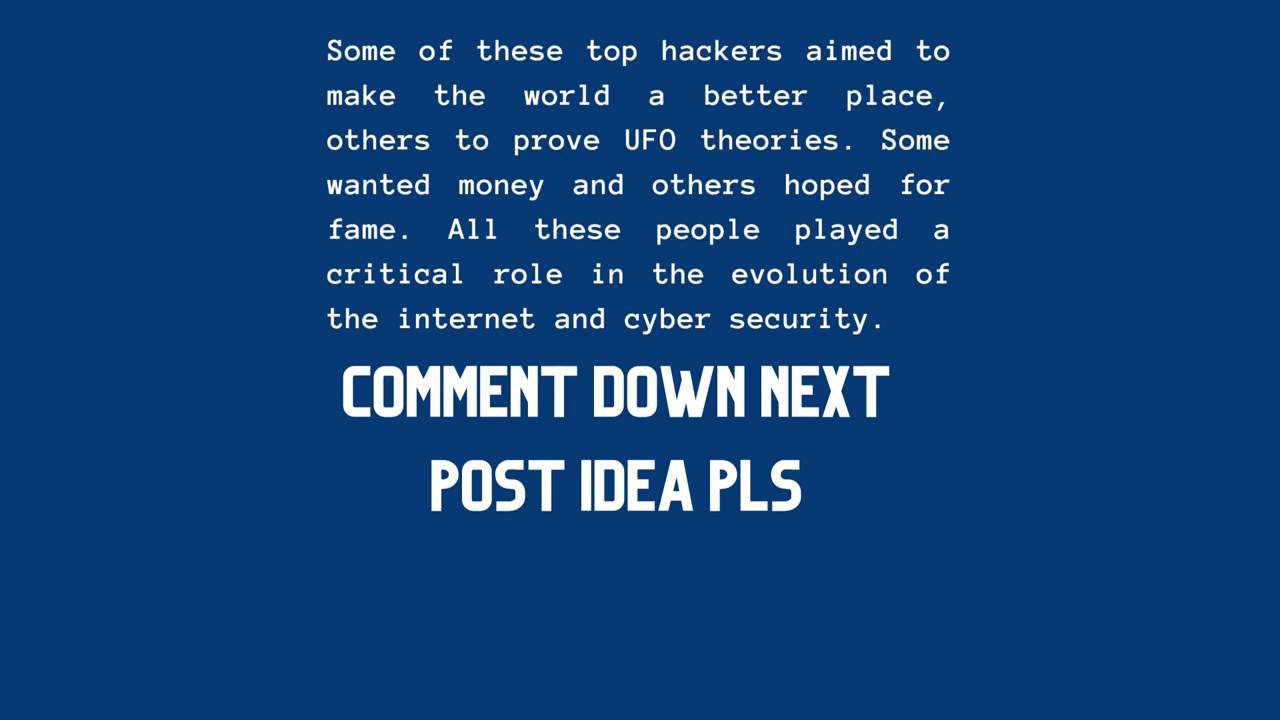 Some of these top hackers aimed to
make the world a better place,
others to prove UFO theories. Some
wanted money and others hoped for
fame. All these people played a
critical role in the evolution of
the internet and cyber security.
COMMENT DOWN NEXT
POST IDEA PLS